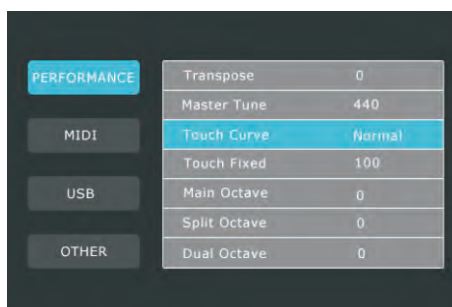 PERFORMANCE
MIDI
USB
OTHER
Transpose 0
Master Tune 440
Touch Curve Normal
Touch Fixed 100
Main Octave 0
Split Octave 0
Dual Octave 0